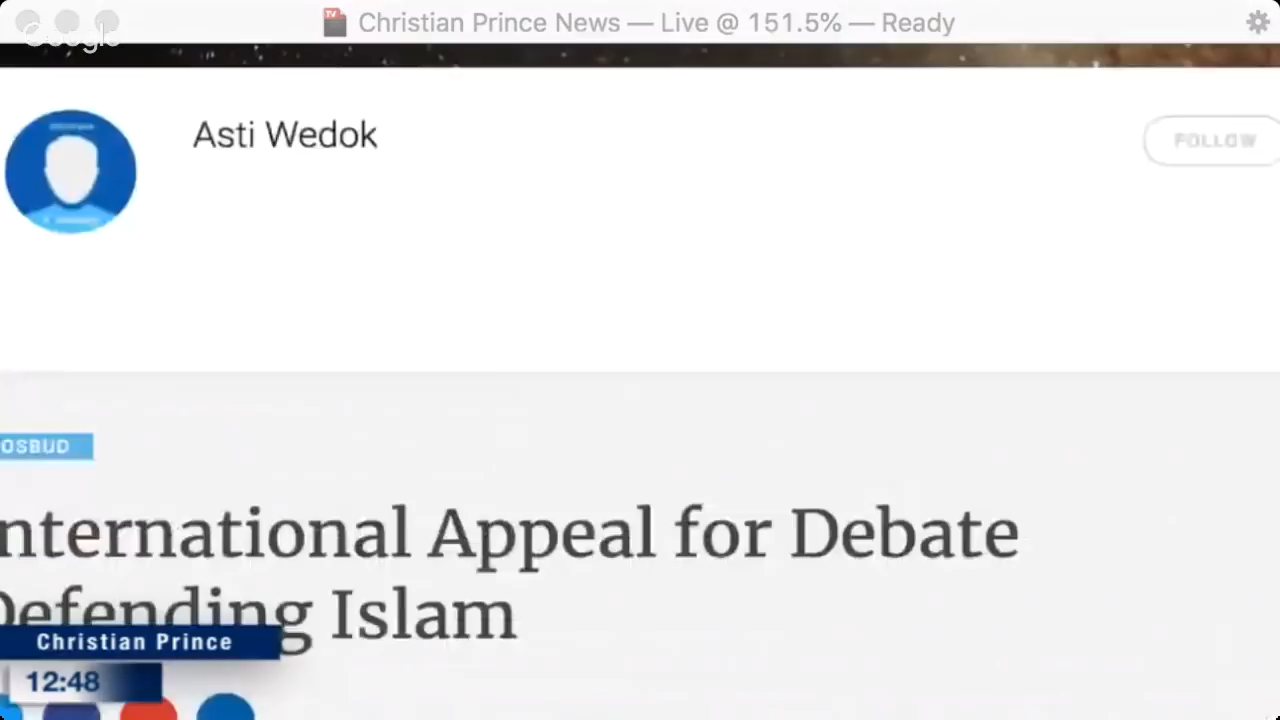 Christian Prince News — Live @ 151.5% — Ready
Google
Asti Wedok
FOLLOW
OSBUD
nternational Appeal for Debate
Defending Islam
Christian Prince
12:48